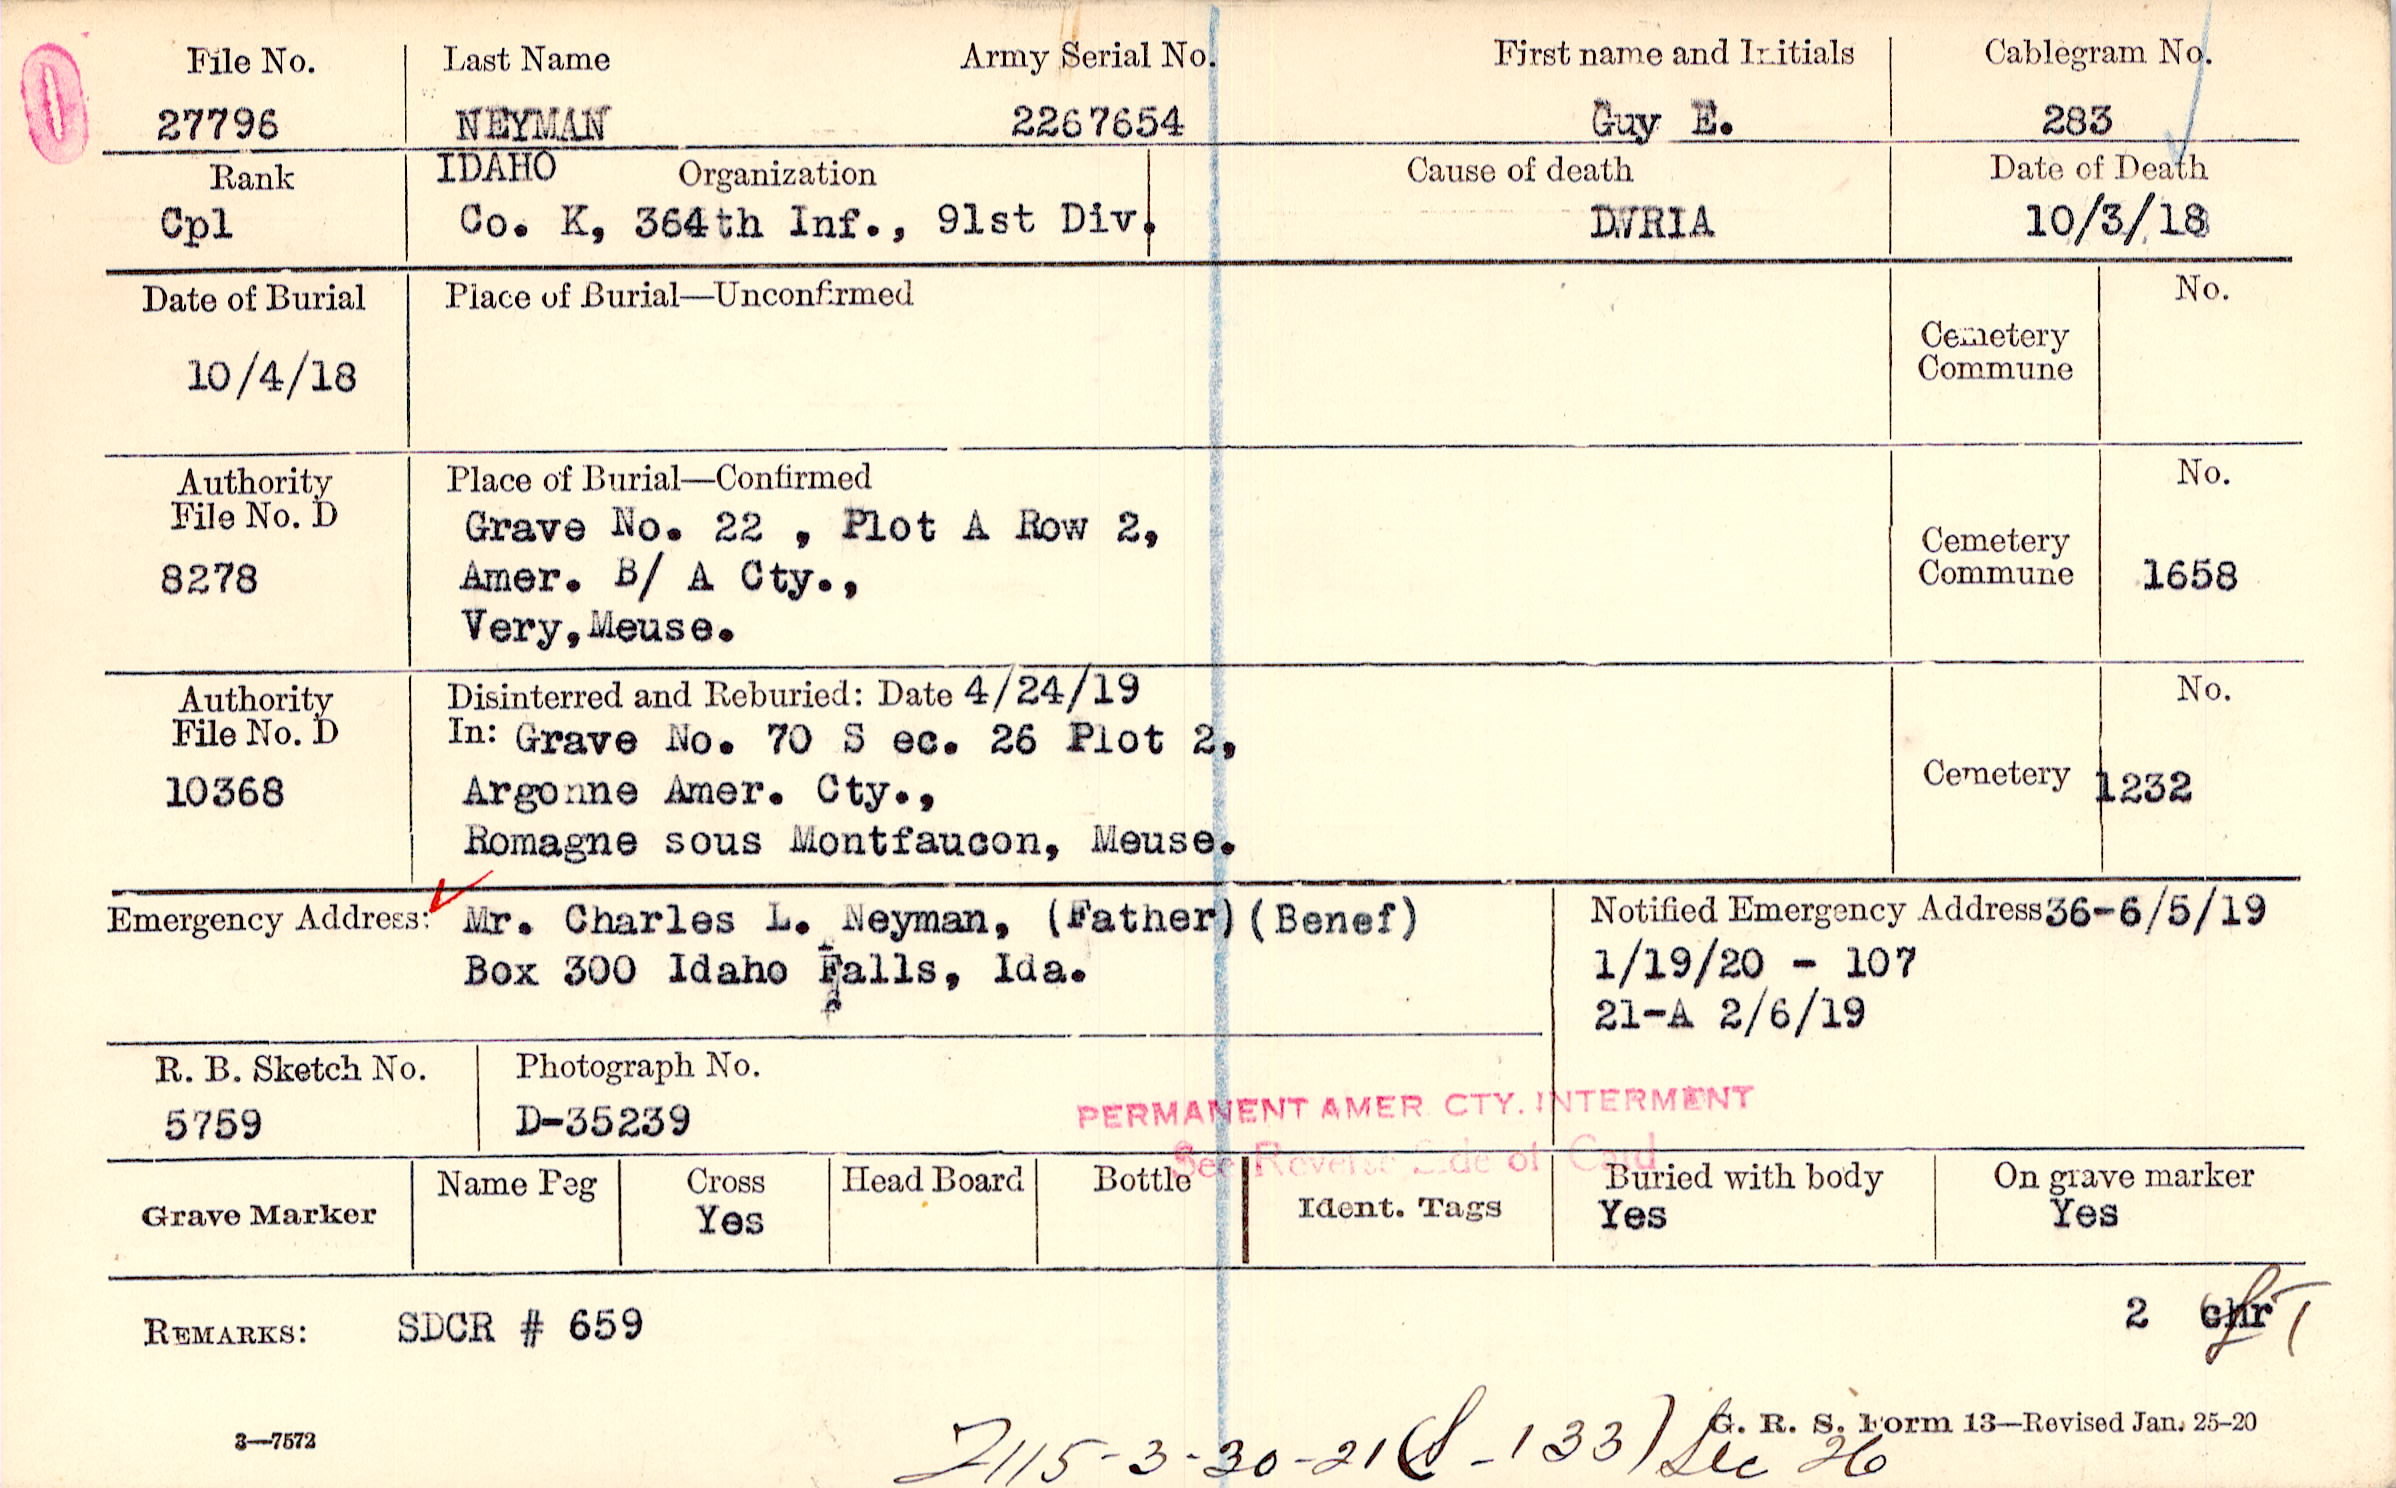 File No. Last Name Army Serial No. First name and Initials Cablegram No.
27796 NEYMAN 2267654 Guy E. 283
Rank IDAHO Organization Cause of death Date of Death
Cpl Co. K, 364th Inf., 91st Div. DWRIA 10/3/18
Date of Burial Place of Burial—Unconfirmed No.
10/4/18 Cemetery
Commune
Authority Place of Burial—Confirmed No.
File No. D Grave No. 22 , Plot A Row 2, Cemetery
8278 Amer. B/ A Cty., Commune 1658
Very,Meuse.
Authority Disinterred and Reburied: Date 4/24/19 No.
File No. D In: Grave No. 70 S ec. 26 Plot 2,
10368 Argonne Amer. Cty., Cemetery 1232
Romagne sous Montfaucon, Meuse.
Emergency Address: Mr. Charles L. Neyman, (Father)(Benef) Notified Emergency Address 36-6/5/19
Box 300 Idaho Falls, Ida. 1/19/20 - 107
21-A 2/6/19
R. B. Sketch No. Photograph No.
5759 D-35239 PERMANENT AMER CTY. INTERMENT
See Reverse Side of Card
Grave Marker Name Peg Cross Head Board Bottle Ident. Tags Buried with body On grave marker
Yes Yes Yes
REMARKS: SDCR # 659 2 chr
3—7572 G. R. S. Form 13—Revised Jan. 25-20
2115-3-30-21 (S-133) Sec 26